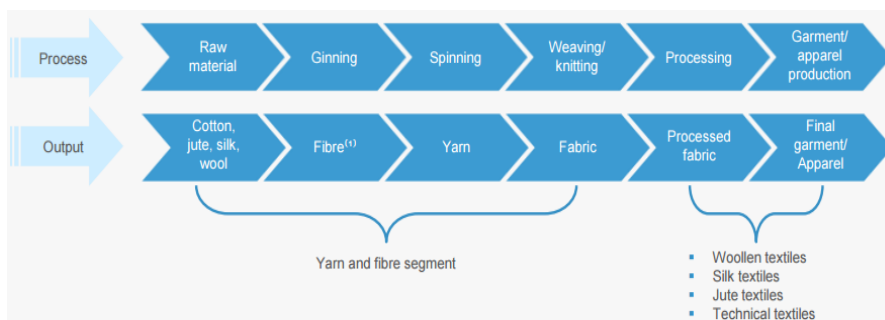 Process
Raw
material
Ginning
Spinning
Weaving/
knitting
Processing
Garment/
apparel
production
Output
Cotton,
jute, silk,
wool
Fibre⁽¹⁾
Yarn
Fabric
Processed
fabric
Final
garment/
Apparel
Yarn and fibre segment
▪ Woollen textiles
▪ Silk textiles
▪ Jute textiles
▪ Technical textiles